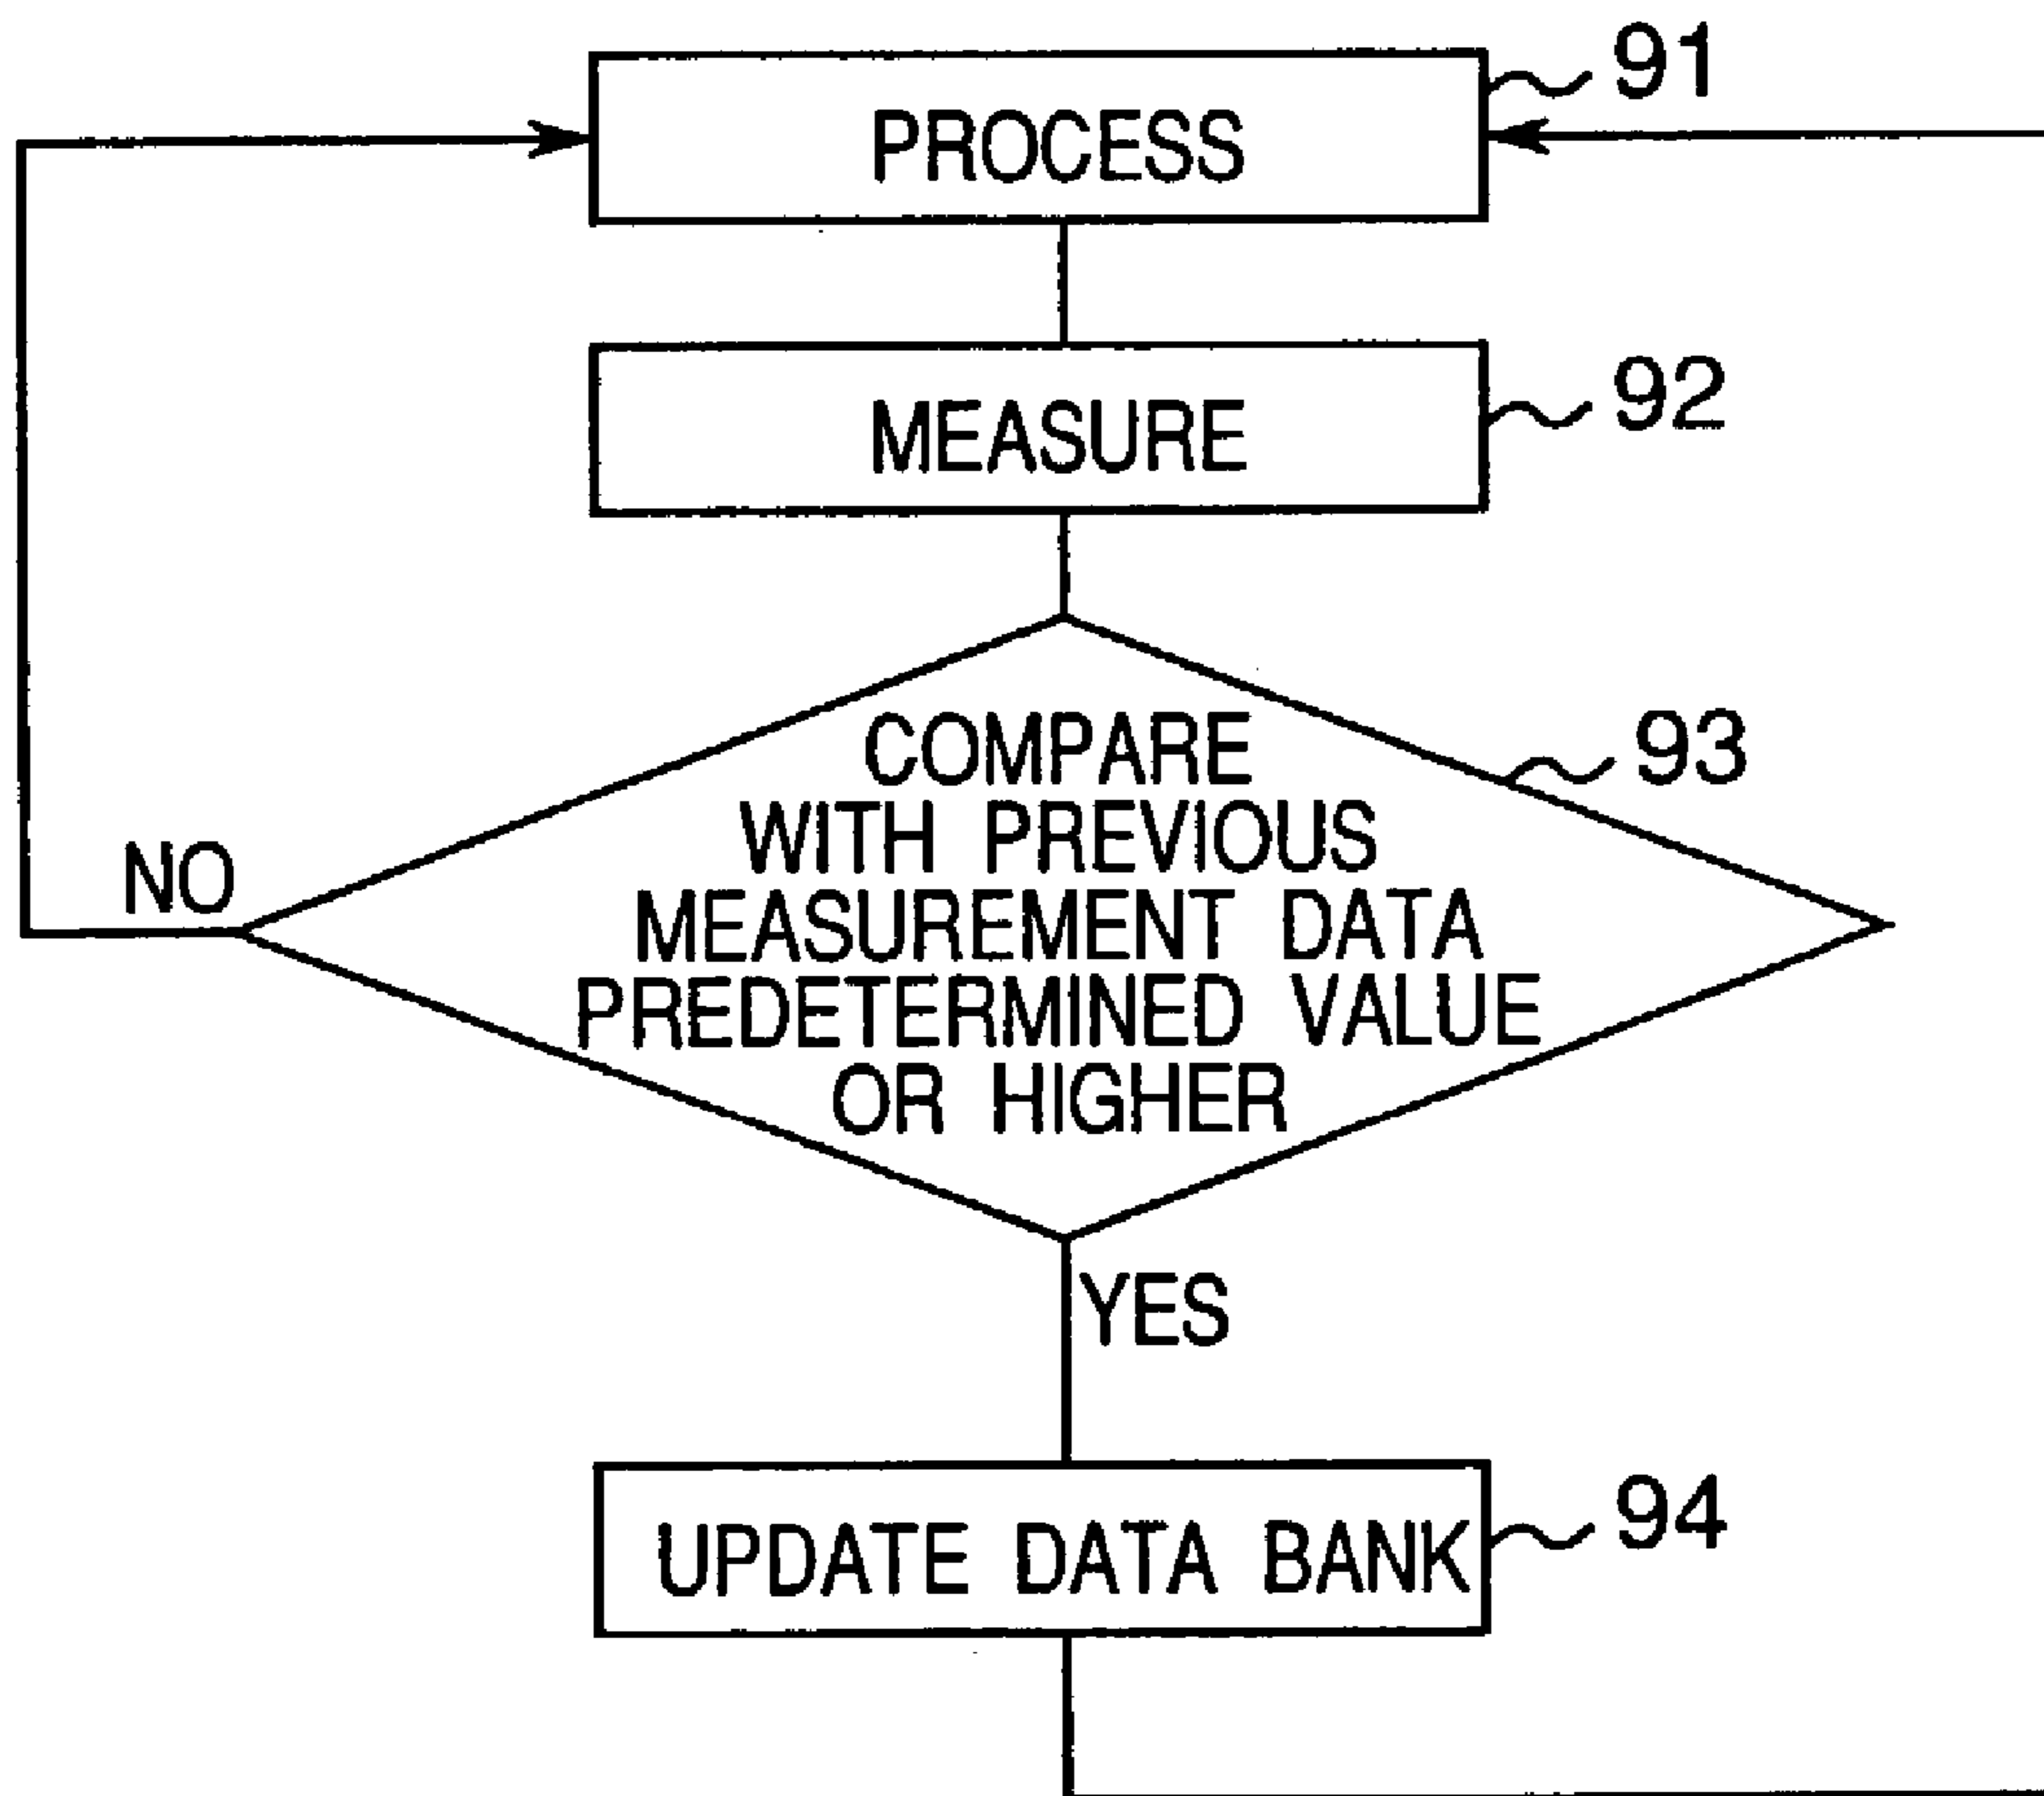 91
PROCESS
92
MEASURE
93
COMPARE
WITH PREVIOUS
MEASUREMENT DATA
PREDETERMINED VALUE
OR HIGHER
NO
YES
94
UPDATE DATA BANK